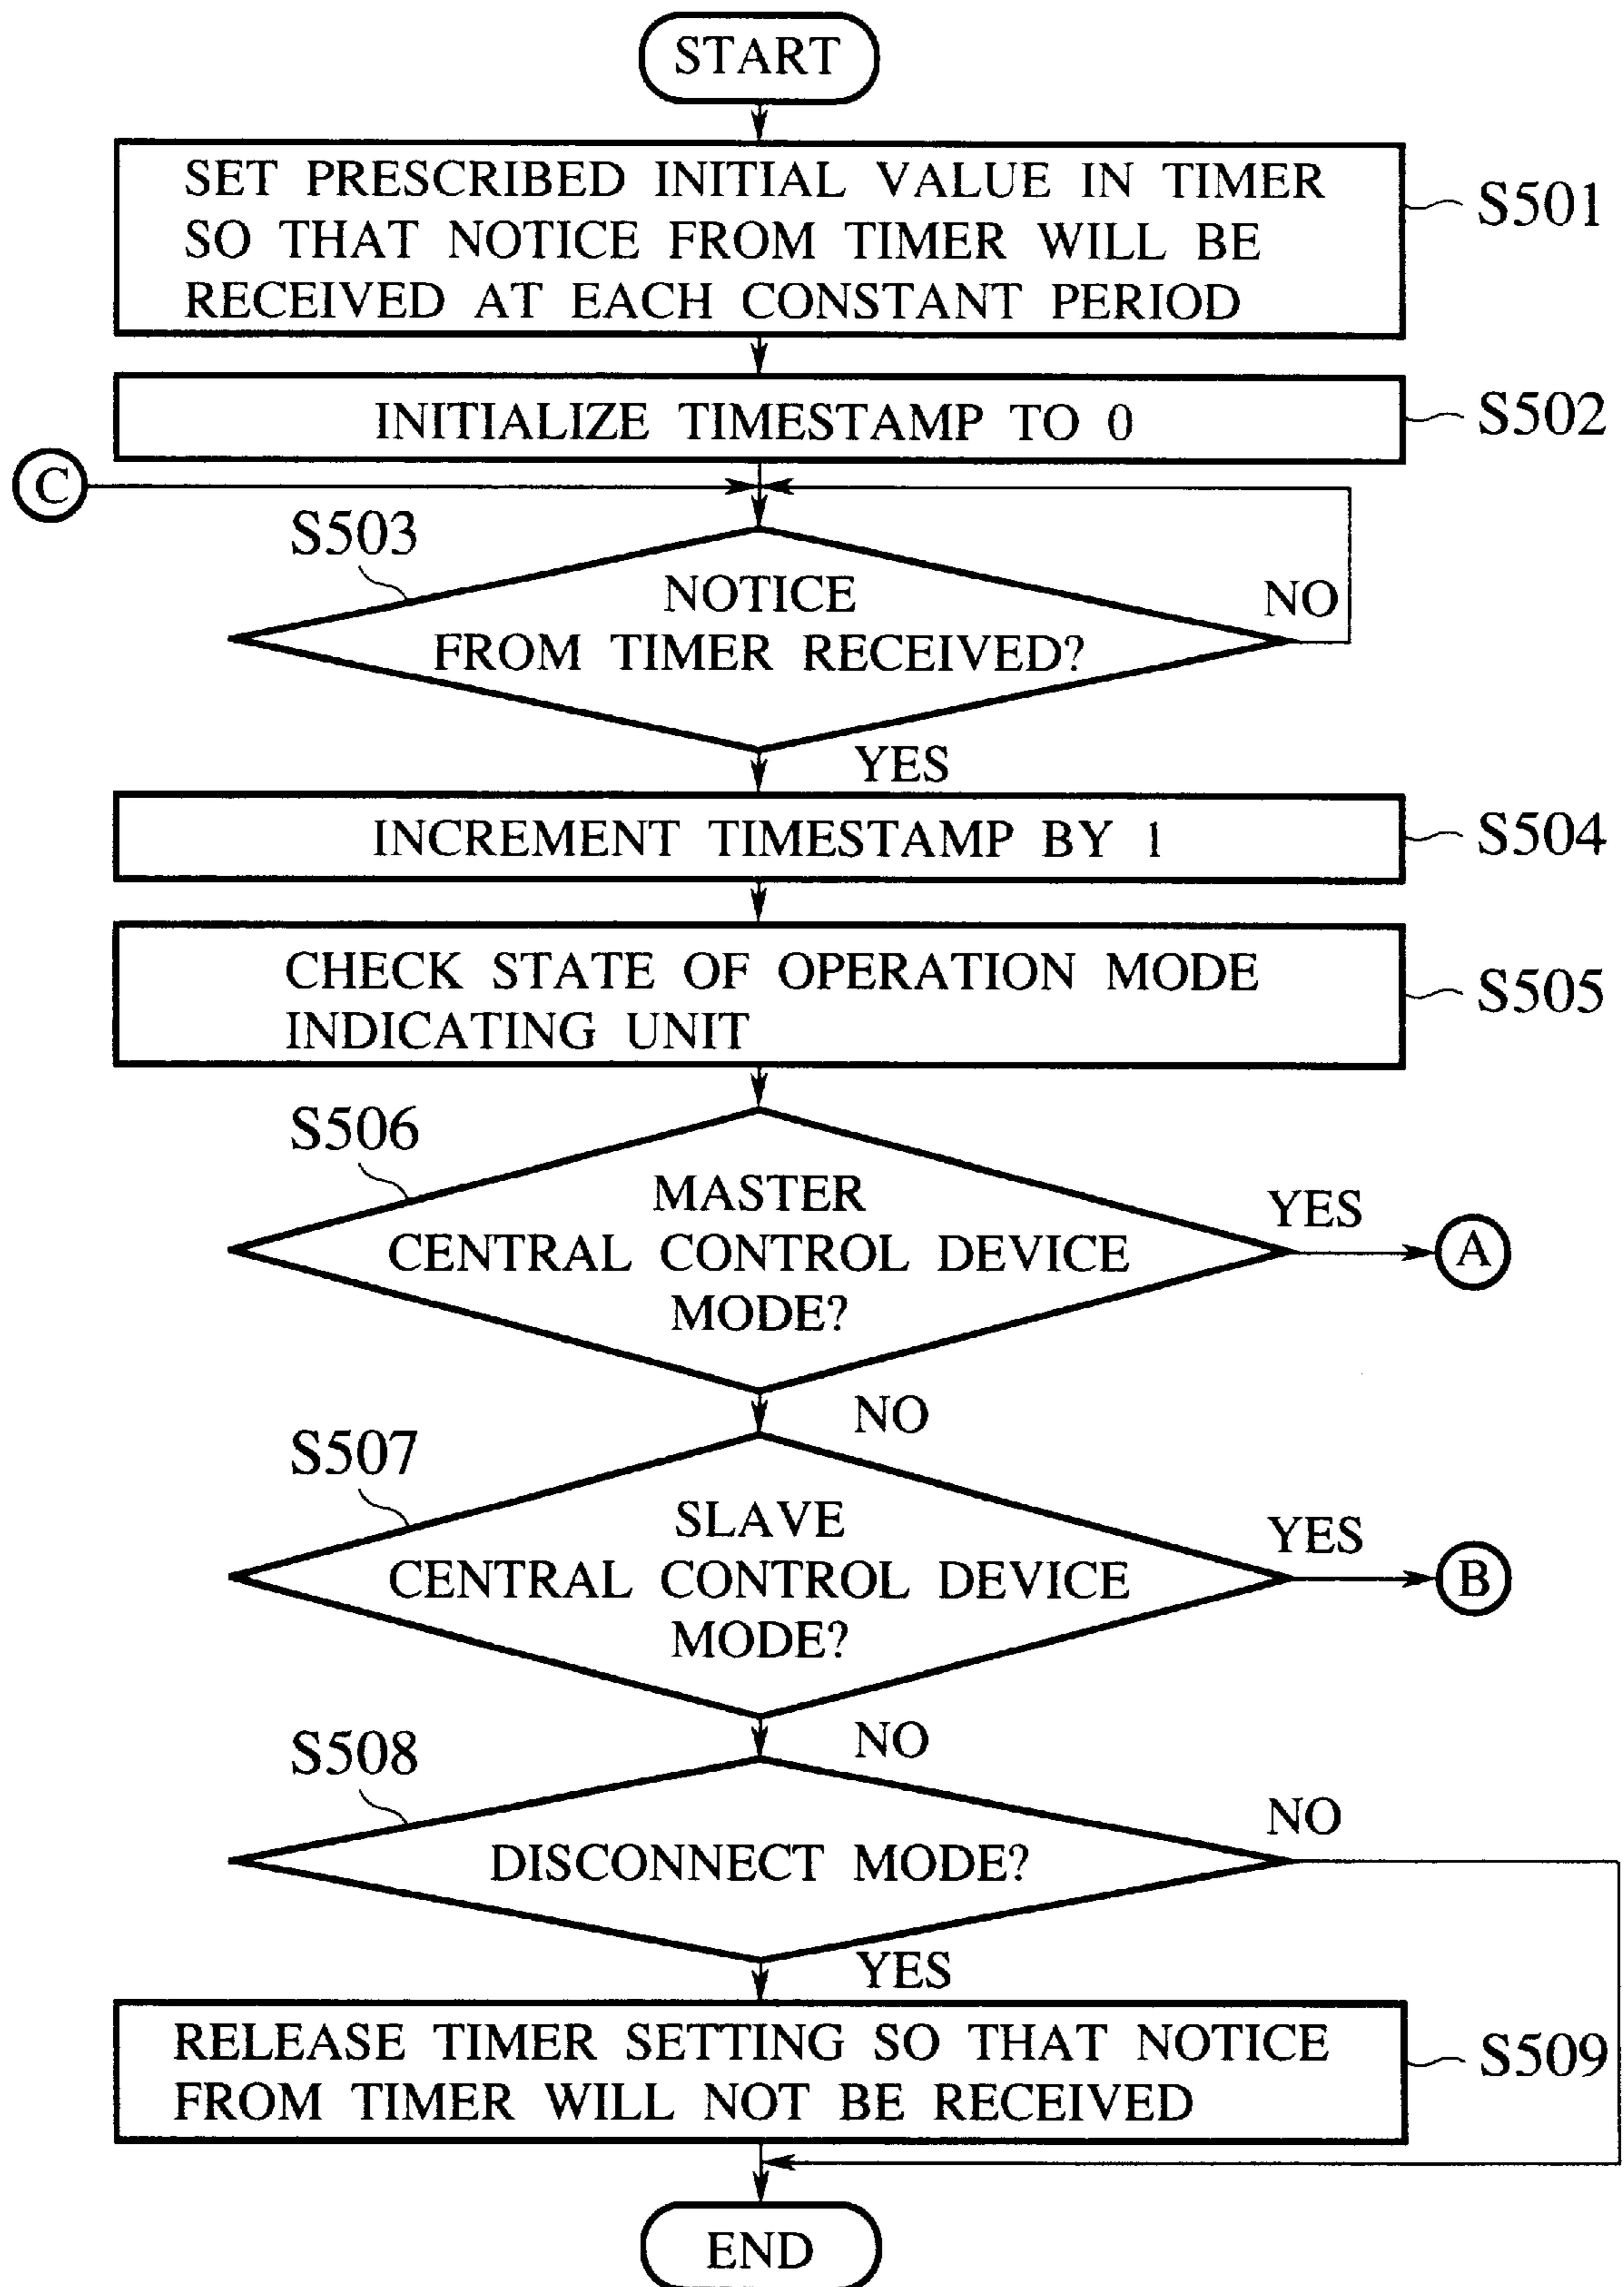 START
SET PRESCRIBED INITIAL VALUE IN TIMER
SO THAT NOTICE FROM TIMER WILL BE
RECEIVED AT EACH CONSTANT PERIOD
S501
INITIALIZE TIMESTAMP TO 0
S502
C
S503
NOTICE
FROM TIMER RECEIVED?
NO
YES
INCREMENT TIMESTAMP BY 1
S504
CHECK STATE OF OPERATION MODE
INDICATING UNIT
S505
S506
MASTER
CENTRAL CONTROL DEVICE
MODE?
YES
A
NO
S507
SLAVE
CENTRAL CONTROL DEVICE
MODE?
YES
B
NO
S508
DISCONNECT MODE?
NO
YES
RELEASE TIMER SETTING SO THAT NOTICE
FROM TIMER WILL NOT BE RECEIVED
S509
END